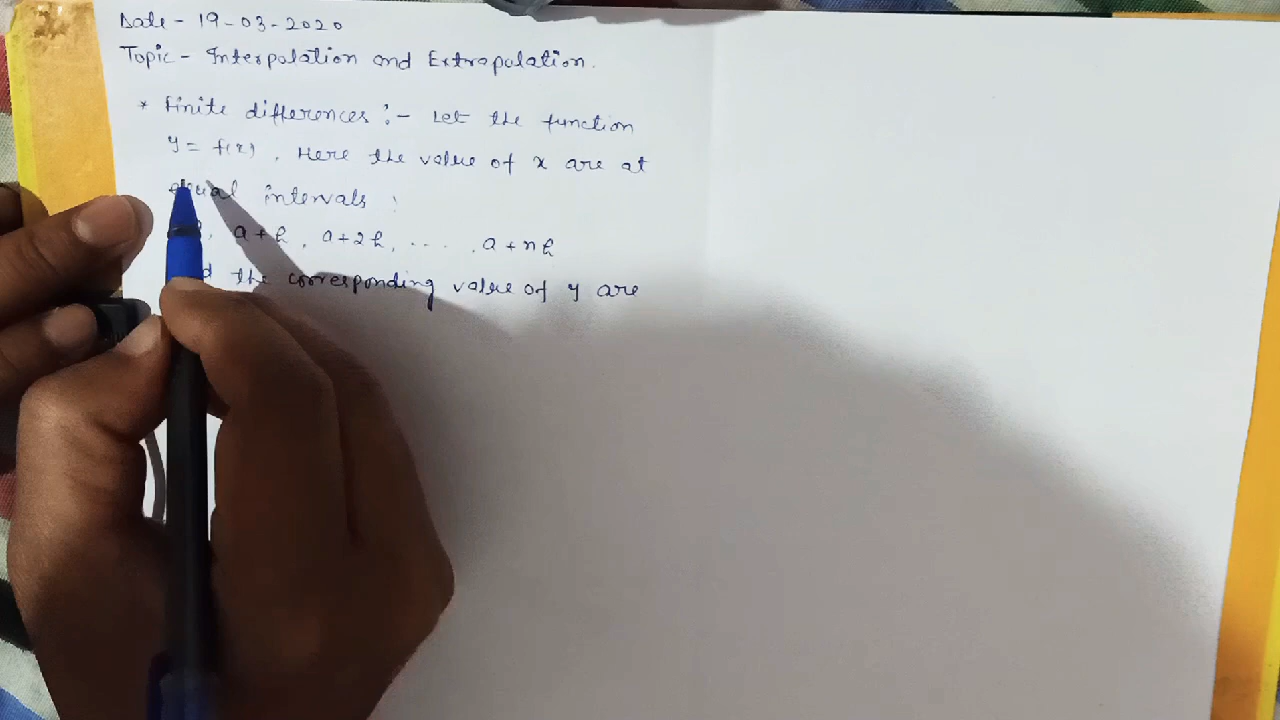 Date - 19-03-2020
Topic - Interpolation and Extrapolation.
* Finite differences :- Let the function
y = f(x) . Here the value of x are at
equal intervals :
, a+h , a+2h, .... , a+nh
the corresponding value of y are